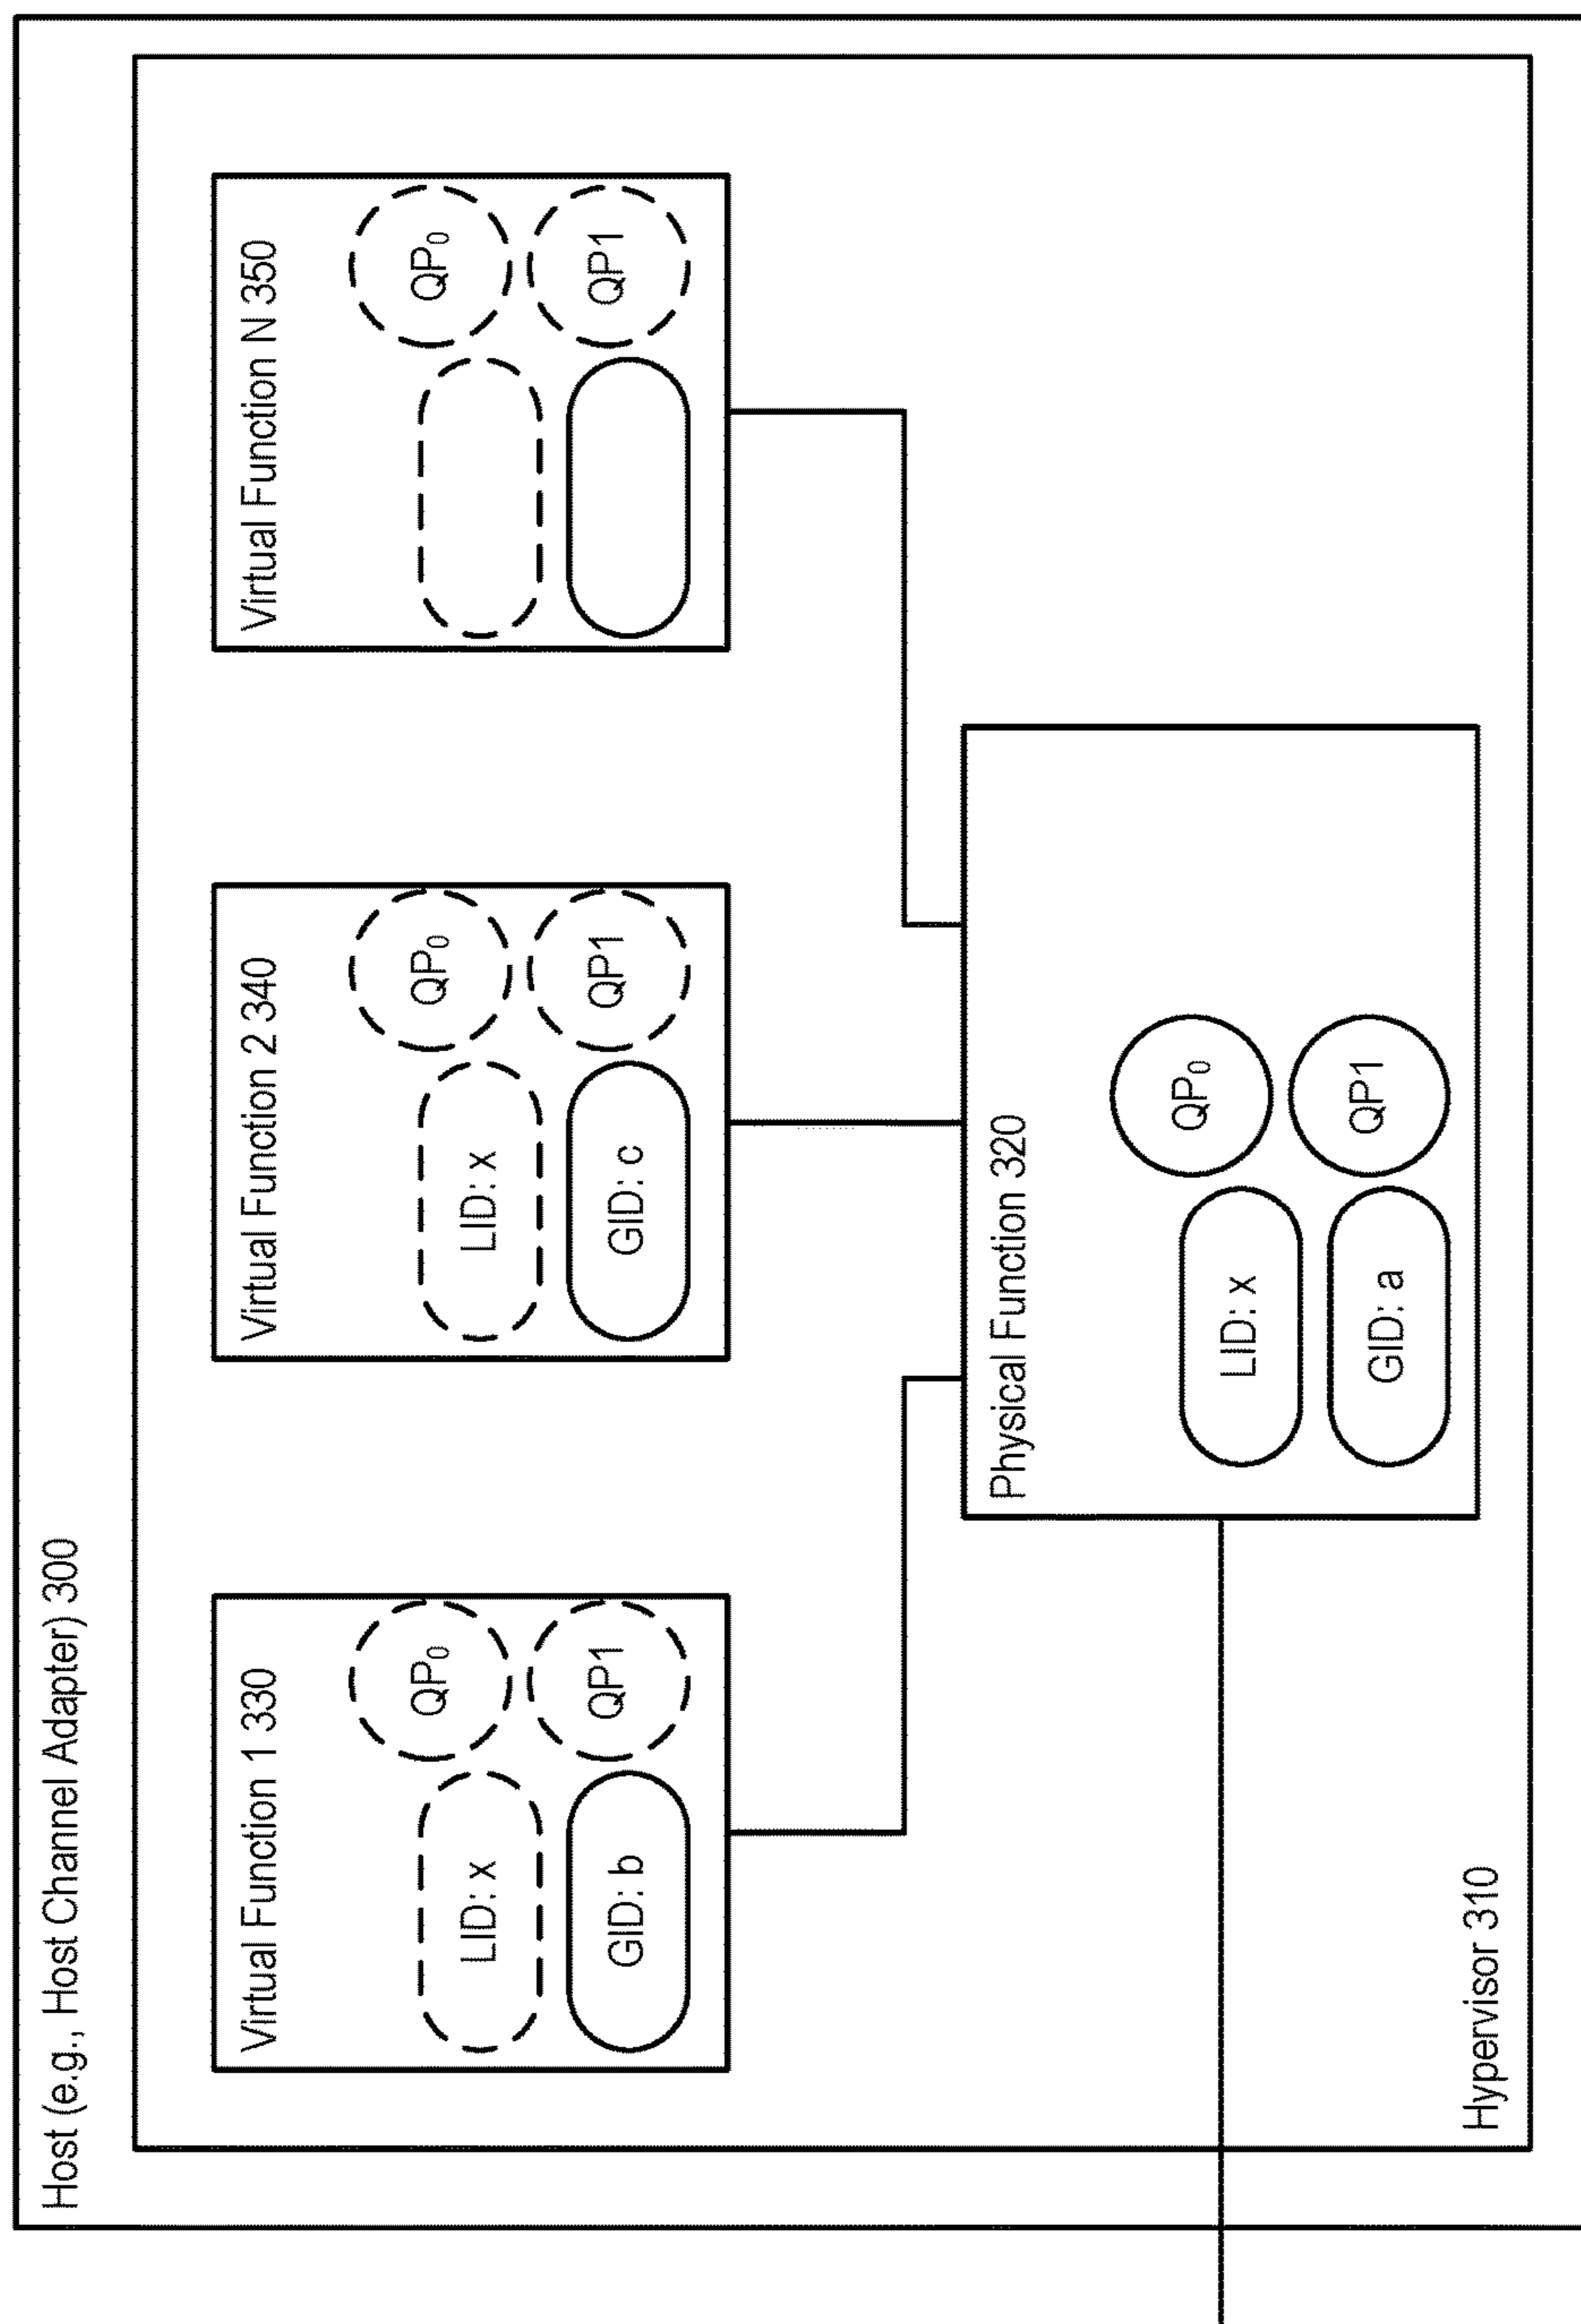 Host (e.g., Host Channel Adapter) 300
Virtual Function 1 330
QP₀
LID: x
QP1
GID: b
Virtual Function 2 340
QP₀
LID: x
QP1
GID: c
Virtual Function N 350
QP₀
QP1
Physical Function 320
QP₀
LID: x
QP1
GID: a
Hypervisor 310